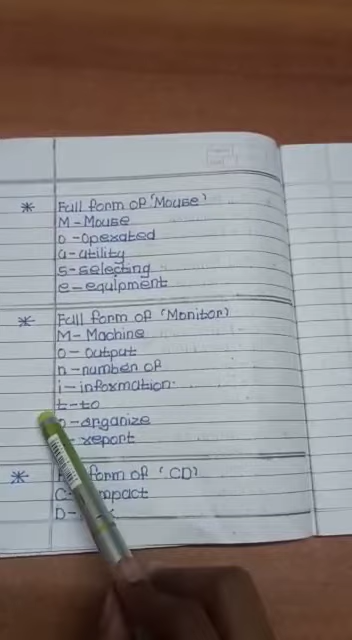 * Full form of 'Mouse'
M - Mouse
O - Operated
u - utility
s - selecting
e - equipment
* Full form of 'Monitor'
M - Machine
O - Output
n - number of
i - information.
t - to
- organize
- report
* form of 'CD'
C - mpact
D -